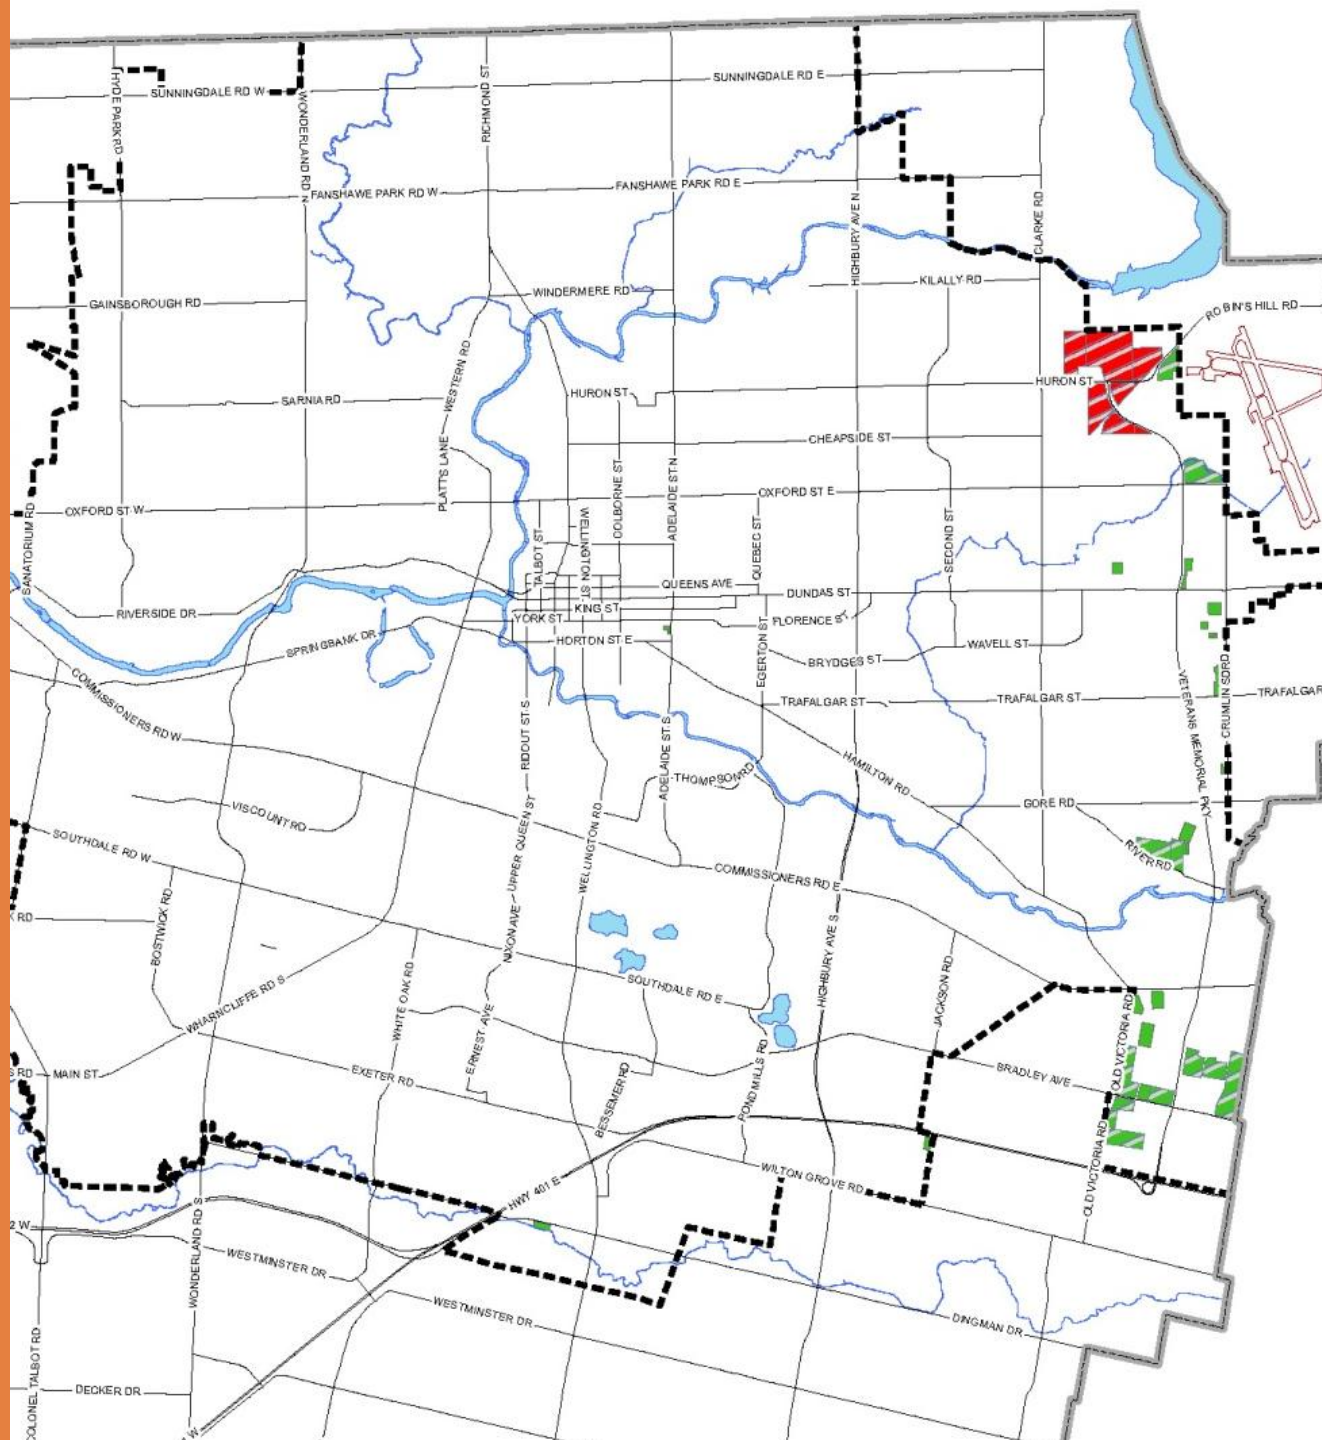 HYDE PARK RD
SUNNINGDALE RD W
WONDERLAND RD N
RICHMOND ST
SUNNINGDALE RD E
FANSHAWE PARK RD W
FANSHAWE PARK RD E
HIGHBURY AVE N
CLARKE RD
GAINSBOROUGH RD
WINDERMERE RD
KILALLY RD
ROBIN'S HILL RD
WESTERN RD
SARNIA RD
HURON ST
HURON ST
PLATT'S LANE
CHEAPSIDE ST
COLBORNE ST
ADELAIDE ST N
OXFORD ST W
OXFORD ST E
SANATORIUM RD
TALBOT ST
WELLINGTON ST
QUEBEC ST
SECOND ST
QUEENS AVE
DUNDAS ST
RIVERSIDE DR
KING ST
YORK ST
FLORENCE S
SPRINGBANK DR
HORTON ST E
EGERTON ST
BRYDGES ST
WAVELL ST
COMMISSIONERS RD W
TRAFALGAR ST
TRAFALGAR ST
TRAFALGAR
VETERANS MEMORIAL PKY
CRUMLIN SDRD
RIDOUT ST S
ADELAIDE ST S
THOMPSON RD
HAMILTON RD
VISCOUNT RD
GORE RD
SOUTHDALE RD W
UPPER QUEEN ST
WELLINGTON RD
COMMISSIONERS RD E
RIVER RD
K RD
BOSTWICK RD
NIXON AVE
HIGHBURY AVE S
JACKSON RD
WHARNCLIFFE RD S
WHITE OAK RD
SOUTHDALE RD E
ERNEST AVE
OLD VICTORIA RD
S RD
MAIN ST
EXETER RD
BESSEMER RD
POND MILLS RD
BRADLEY AVE
HWY 401 E
WILTON GROVE RD
OLD VICTORIA RD
2 W
WONDERLAND RD S
WESTMINSTER DR
WESTMINSTER DR
DINGMAN DR
COLONEL TALBOT RD
DECKER DR
W